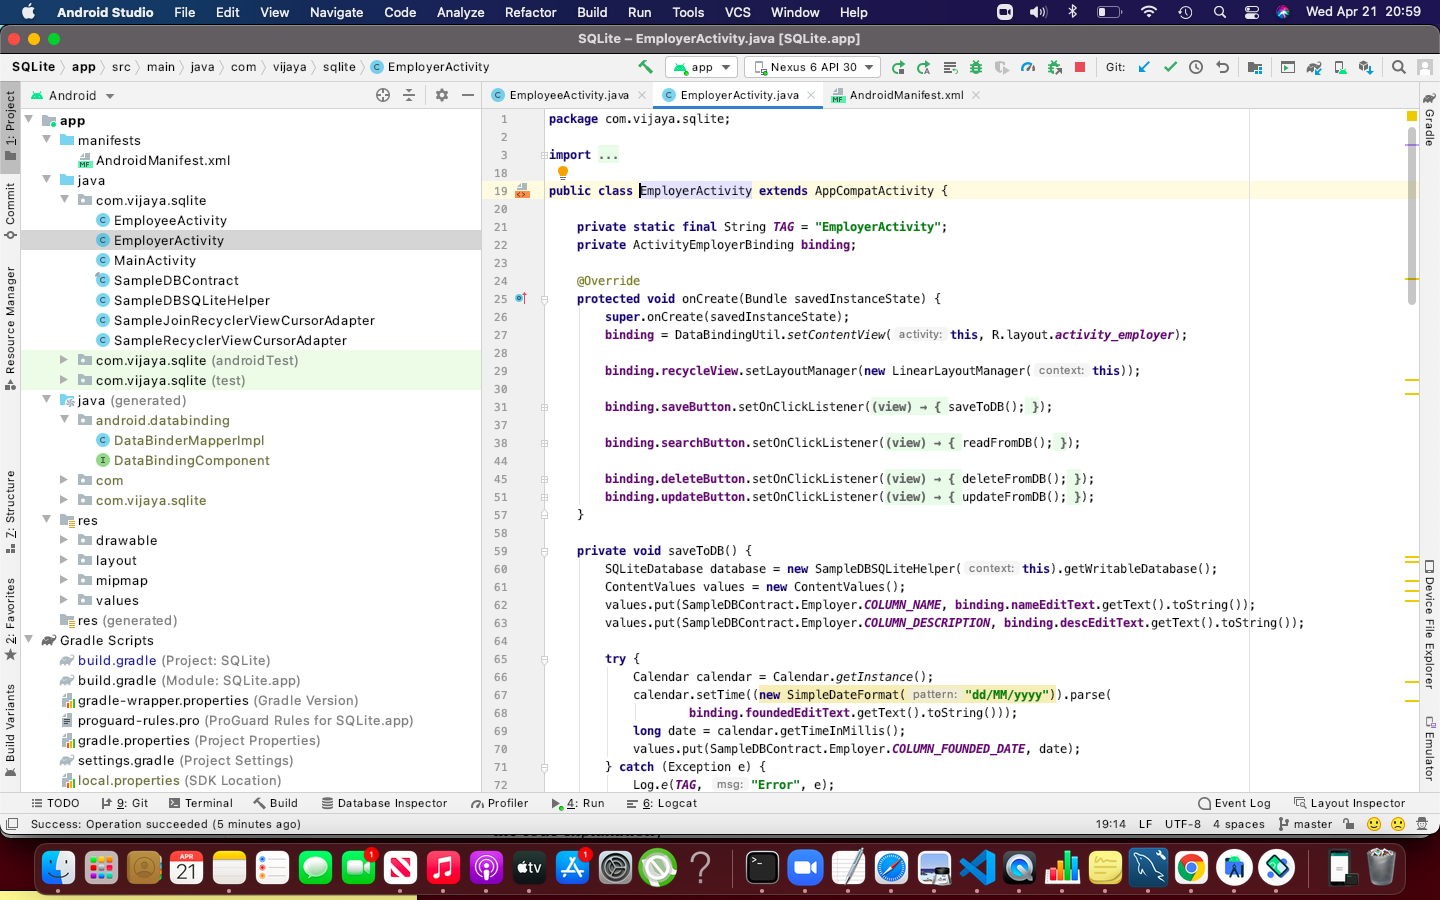 Android Studio File Edit View Navigate Code Analyze Refactor Build Run Tools VCS Window Help Wed Apr 21 20:59
SQLite – EmployerActivity.java [SQLite.app]
SQLite app src main java com vijaya sqlite EmployerActivity app Nexus 6 API 30 Git:
Android
EmployeeActivity.java EmployerActivity.java AndroidManifest.xml
1: Project
Commit
Resource Manager
Z: Structure
2: Favorites
Build Variants
app
manifests
AndroidManifest.xml
java
com.vijaya.sqlite
EmployeeActivity
EmployerActivity
MainActivity
SampleDBContract
SampleDBSQLiteHelper
SampleJoinRecyclerViewCursorAdapter
SampleRecyclerViewCursorAdapter
com.vijaya.sqlite (androidTest)
com.vijaya.sqlite (test)
java (generated)
android.databinding
DataBinderMapperImpl
DataBindingComponent
com
com.vijaya.sqlite
res
drawable
layout
mipmap
values
res (generated)
Gradle Scripts
build.gradle (Project: SQLite)
build.gradle (Module: SQLite.app)
gradle-wrapper.properties (Gradle Version)
proguard-rules.pro (ProGuard Rules for SQLite.app)
gradle.properties (Project Properties)
settings.gradle (Project Settings)
local.properties (SDK Location)
1 package com.vijaya.sqlite;
2
3 import ...
18
19 public class EmployerActivity extends AppCompatActivity {
20
21 private static final String TAG = "EmployerActivity";
22 private ActivityEmployerBinding binding;
23
24 @Override
25 protected void onCreate(Bundle savedInstanceState) {
26 super.onCreate(savedInstanceState);
27 binding = DataBindingUtil.setContentView( activity: this, R.layout.activity_employer);
28
29 binding.recycleView.setLayoutManager(new LinearLayoutManager( context: this));
30
31 binding.saveButton.setOnClickListener((view) → { saveToDB(); });
37
38 binding.searchButton.setOnClickListener((view) → { readFromDB(); });
44
45 binding.deleteButton.setOnClickListener((view) → { deleteFromDB(); });
51 binding.updateButton.setOnClickListener((view) → { updateFromDB(); });
57 }
58
59 private void saveToDB() {
60 SQLiteDatabase database = new SampleDBSQLiteHelper( context: this).getWritableDatabase();
61 ContentValues values = new ContentValues();
62 values.put(SampleDBContract.Employer.COLUMN_NAME, binding.nameEditText.getText().toString());
63 values.put(SampleDBContract.Employer.COLUMN_DESCRIPTION, binding.descEditText.getText().toString());
64
65 try {
66 Calendar calendar = Calendar.getInstance();
67 calendar.setTime((new SimpleDateFormat( pattern: "dd/MM/yyyy")).parse(
68 binding.foundedEditText.getText().toString()));
69 long date = calendar.getTimeInMillis();
70 values.put(SampleDBContract.Employer.COLUMN_FOUNDED_DATE, date);
71 } catch (Exception e) {
72 Log.e(TAG, msg: "Error", e);
Gradle
Device File Explorer
Emulator
TODO 9: Git Terminal Build Database Inspector Profiler 4: Run 6: Logcat Event Log Layout Inspector
Success: Operation succeeded (5 minutes ago) 19:14 LF UTF-8 4 spaces master
APR
21
1
tv
1